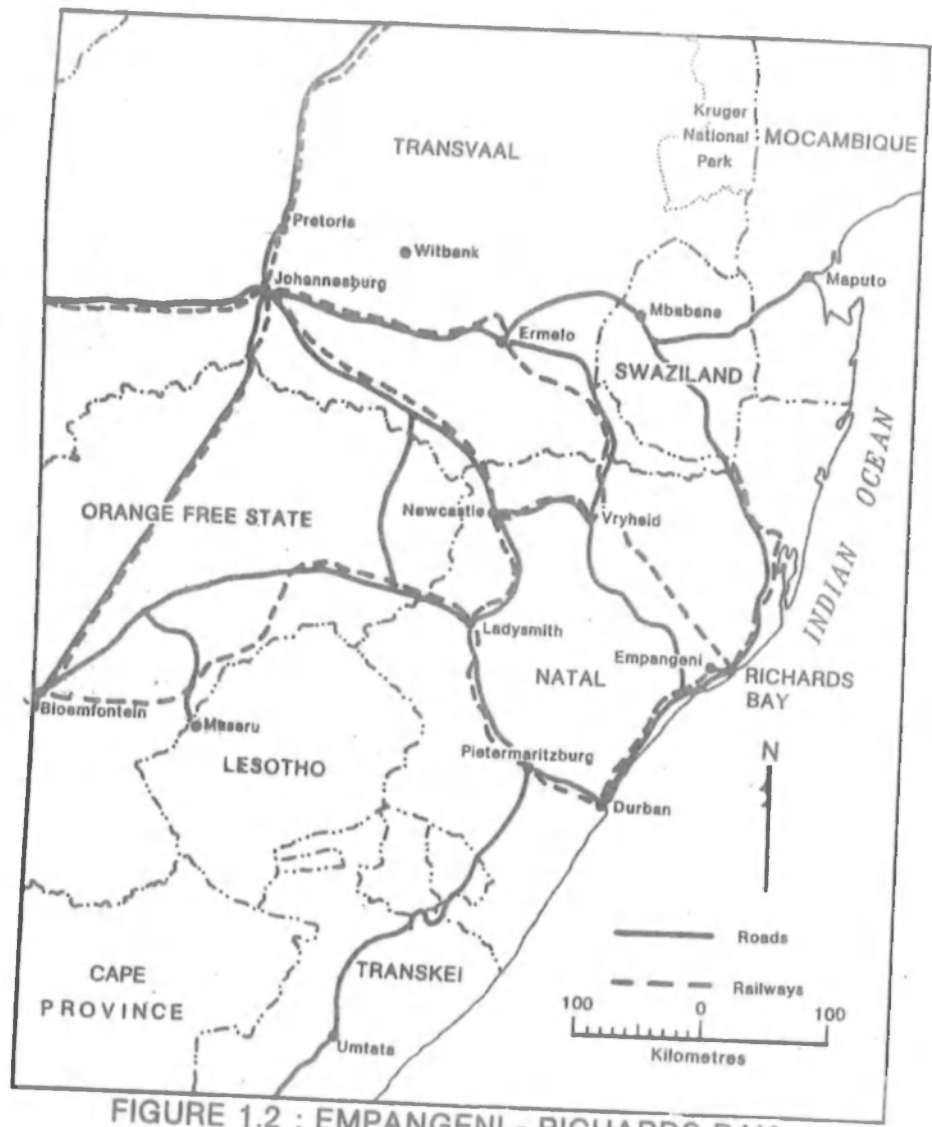 Kruger
National
Park
MOCAMBIQUE
TRANSVAAL
Pretoria
Witbank
Johannesburg
Maputo
Mbabane
Ermelo
SWAZILAND
INDIAN OCEAN
ORANGE FREE STATE
Newcastle
Vryheid
Ladysmith
Empangeni
NATAL
RICHARDS
BAY
Bloemfontein
Maseru
LESOTHO
Pietermaritzburg
N
Durban
Roads
CAPE
PROVINCE
TRANSKEI
Railways
100 0 100
Kilometres
Umtata
FIGURE 1.2 : EMPANGENI - RICHARDS BAY